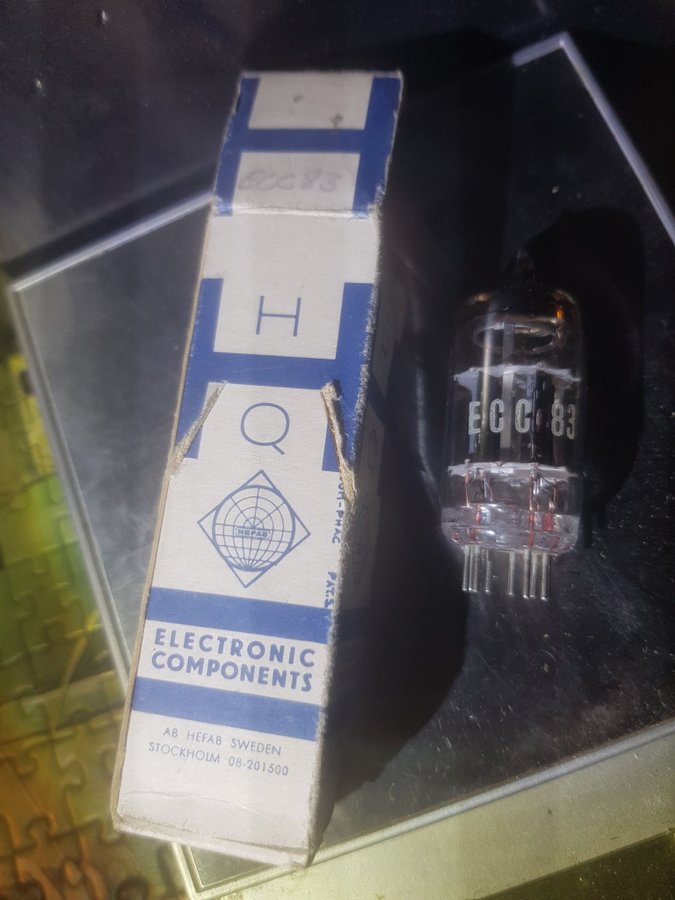 ECC83
H
Q
HEFAB
ELECTRONIC
COMPONENTS
AB HEFAB SWEDEN
STOCKHOLM 08-201500
ECC 83